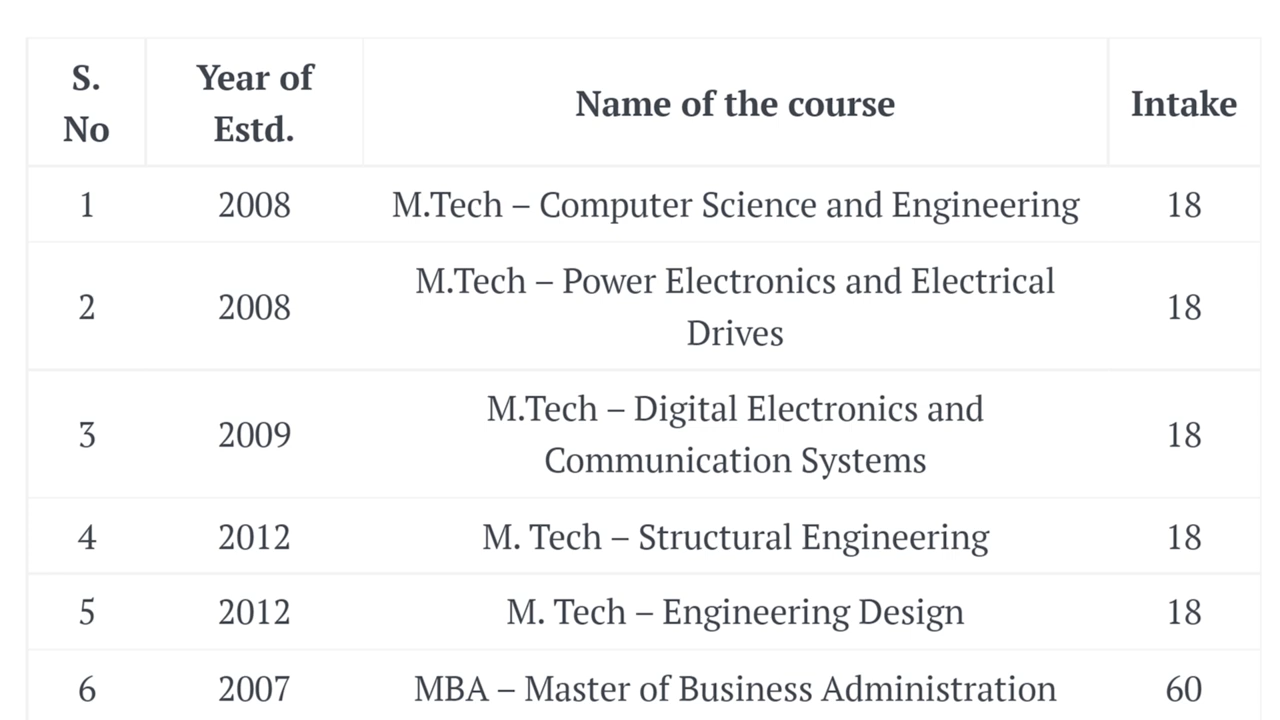 S. No Year of Estd. Name of the course Intake
1 2008 M.Tech – Computer Science and Engineering 18
2 2008 M.Tech – Power Electronics and Electrical
Drives 18
3 2009 M.Tech – Digital Electronics and
Communication Systems 18
4 2012 M. Tech – Structural Engineering 18
5 2012 M. Tech – Engineering Design 18
6 2007 MBA – Master of Business Administration 60